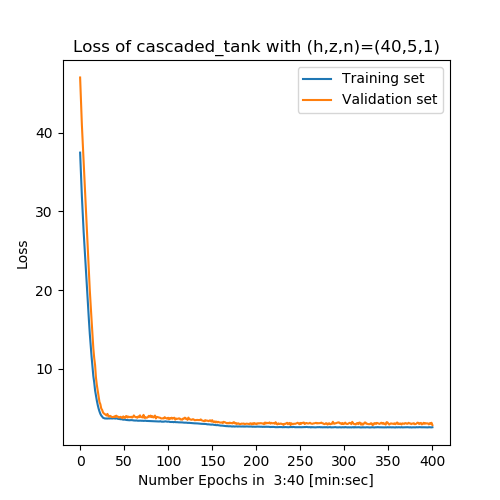 Loss of cascaded_tank with (h,z,n)=(40,5,1)
Training set
Validation set
40
30
20
10
Loss
0 50 100 150 200 250 300 350 400
Number Epochs in  3:40 [min:sec]